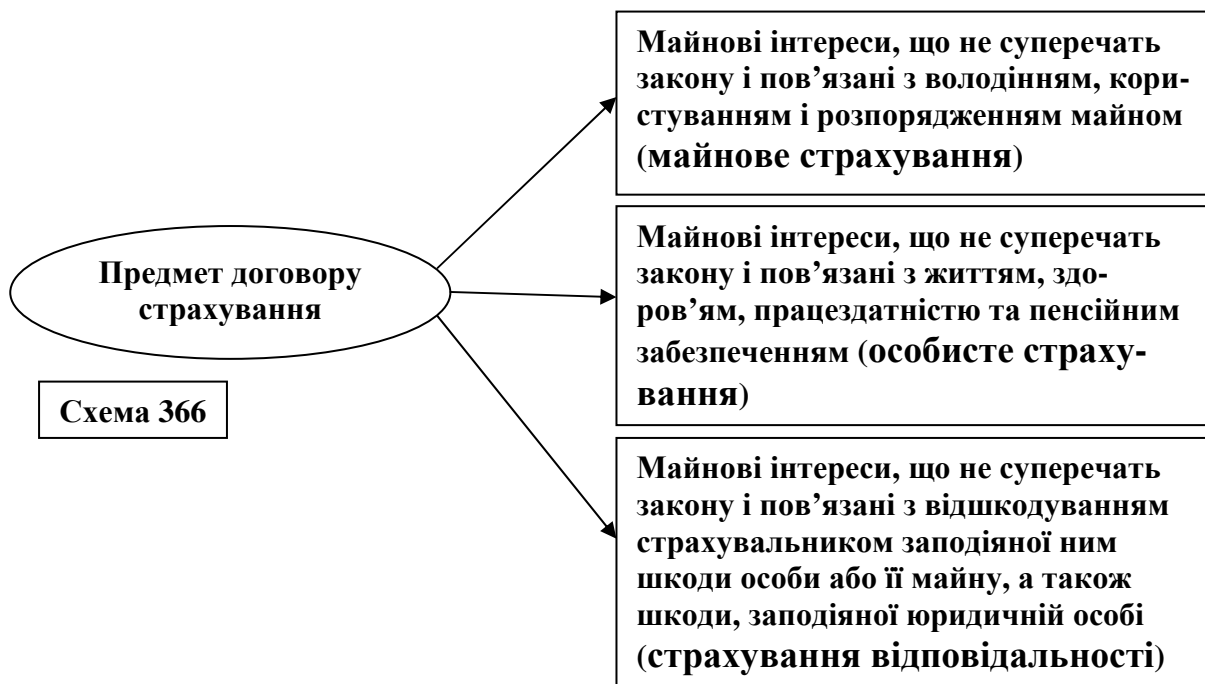 Майнові інтереси, що не суперечать
закону і пов’язані з володінням, кори-
стуванням і розпорядженням майном
(майнове страхування)
Предмет договору
страхування
Майнові інтереси, що не суперечать
закону і пов’язані з життям, здо-
ров’ям, працездатністю та пенсійним
забезпеченням (особисте страху-
вання)
Схема 366
Майнові інтереси, що не суперечать
закону і пов’язані з відшкодуванням
страхувальником заподіяної ним
шкоди особи або її майну, а також
шкоди, заподіяної юридичній особі
(страхування відповідальності)